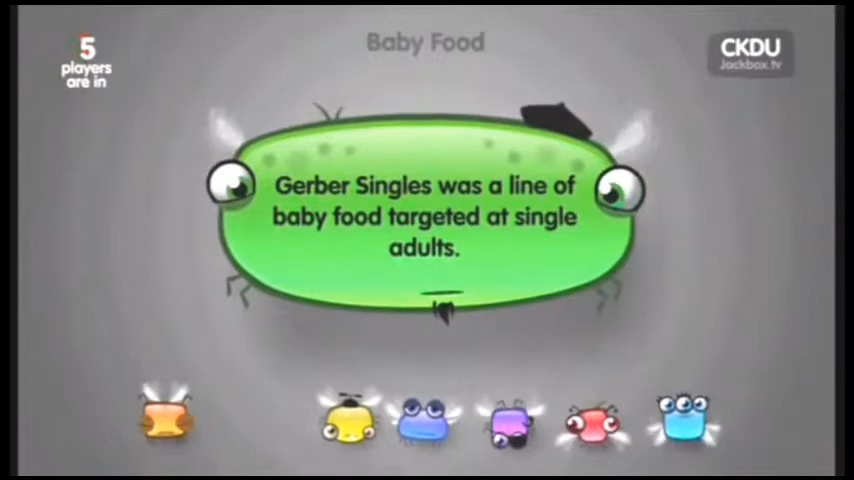 Baby Food
5
players
are in
CKDU
Jackbox.tv
Gerber Singles was a line of
baby food targeted at single
adults.